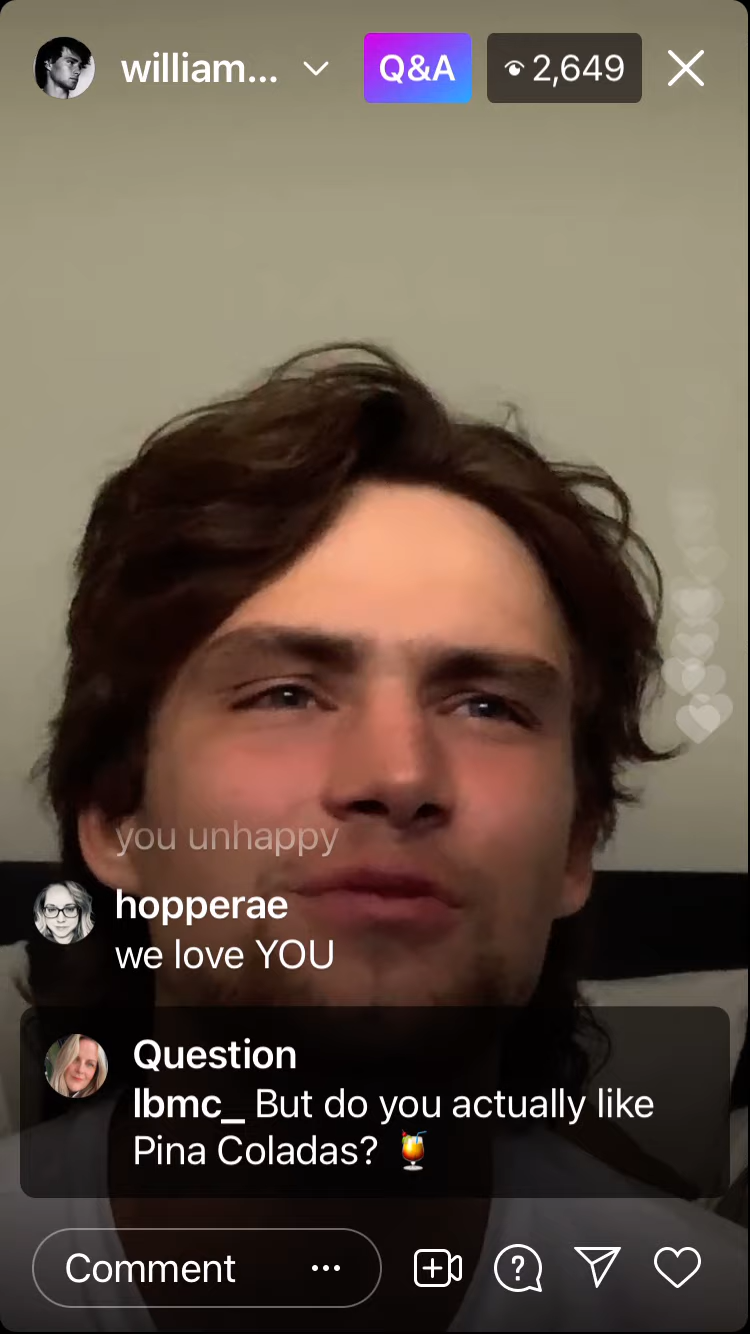 william...
Q&A
2,649
you unhappy
hopperae
we love YOU
Question
lbmc_ But do you actually like
Pina Coladas? 🍹
Comment